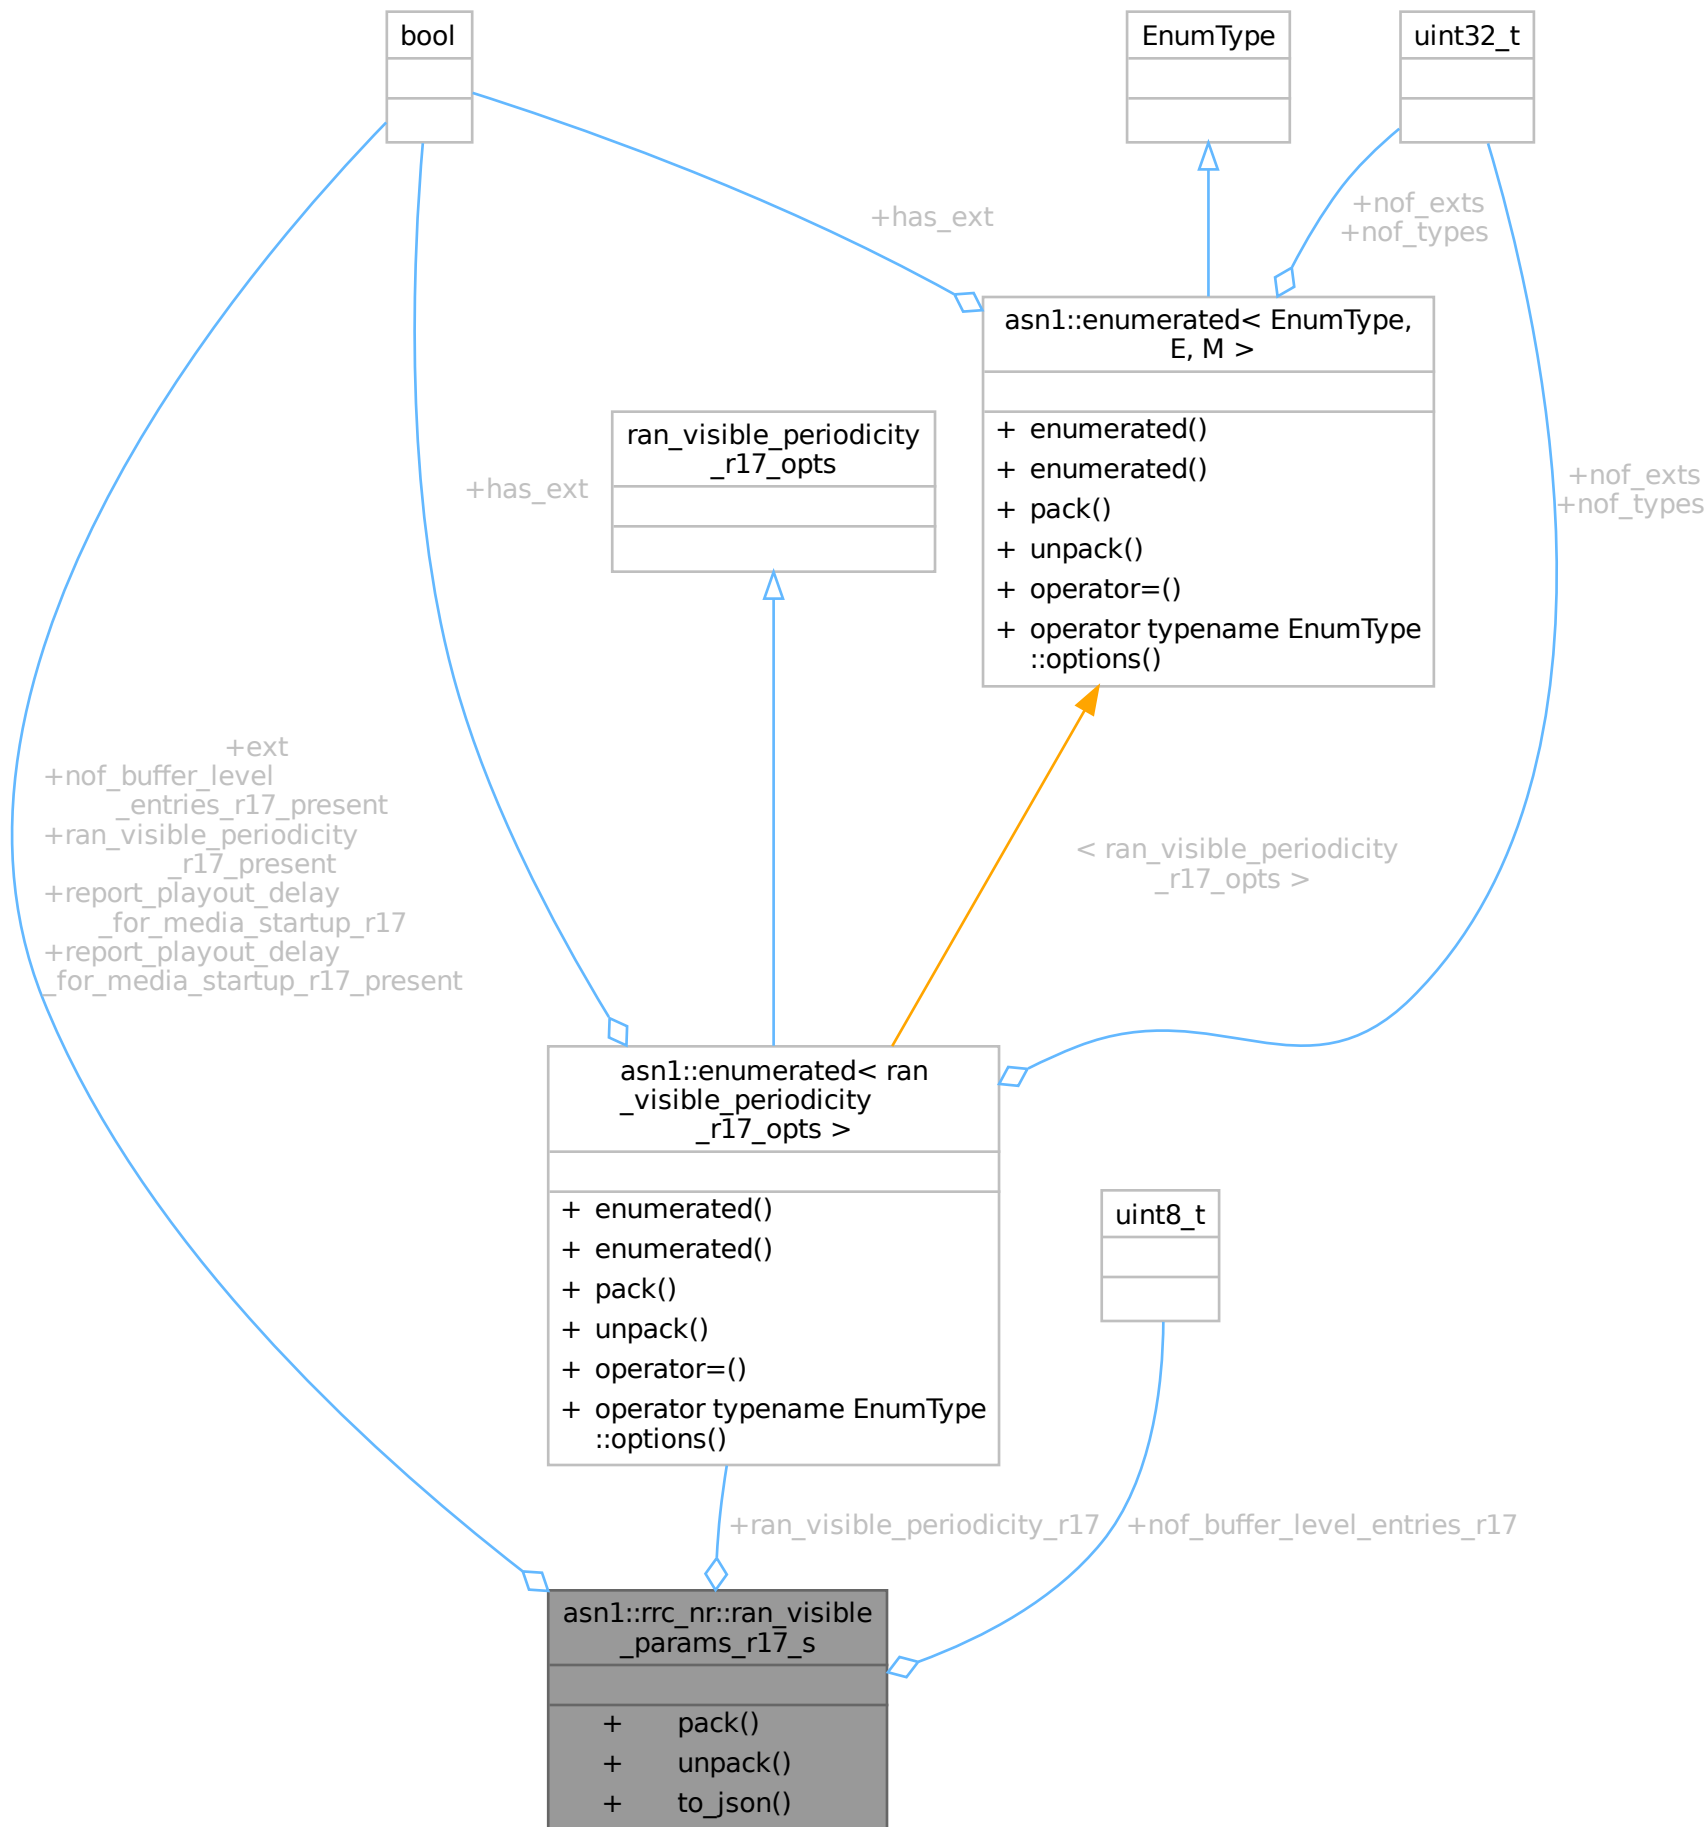 bool
EnumType
uint32_t
+has_ext
+nof_exts
+nof_types
asn1::enumerated< EnumType,
E, M >
+ enumerated()
+ enumerated()
+ pack()
+ unpack()
+ operator=()
+ operator typename EnumType
::options()
ran_visible_periodicity
_r17_opts
+has_ext
+nof_exts
+nof_types
+ext
+nof_buffer_level
_entries_r17_present
+ran_visible_periodicity
_r17_present
+report_playout_delay
_for_media_startup_r17
+report_playout_delay
_for_media_startup_r17_present
< ran_visible_periodicity
_r17_opts >
asn1::enumerated< ran
_visible_periodicity
_r17_opts >
+ enumerated()
+ enumerated()
+ pack()
+ unpack()
+ operator=()
+ operator typename EnumType
::options()
uint8_t
+ran_visible_periodicity_r17
+nof_buffer_level_entries_r17
asn1::rrc_nr::ran_visible
_params_r17_s
+ pack()
+ unpack()
+ to_json()